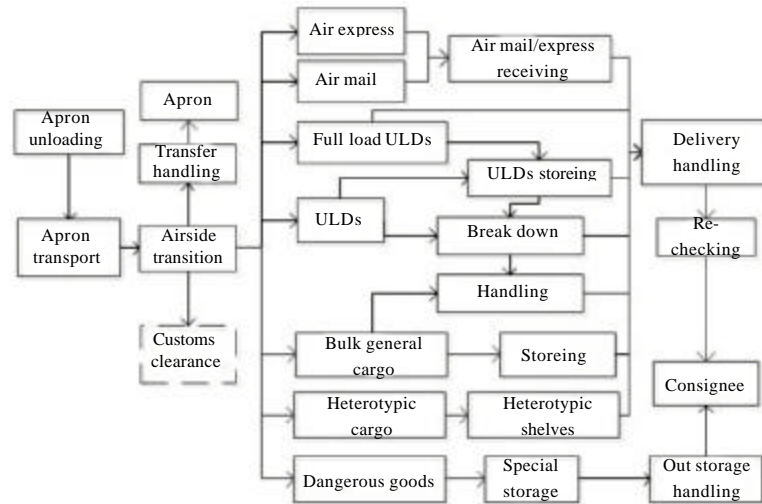 Air express
Air mail
Air mail/express
receiving
Apron
Apron
unloading
Full load ULDs
Delivery
handling
Transfer
handling
ULDs storeing
ULDs
Break down
Re-
checking
Apron
transport
Airside
transition
Handling
Customs
clearance
Bulk general
cargo
Storeing
Consignee
Heterotypic
cargo
Heterotypic
shelves
Dangerous goods
Special
storage
Out storage
handling